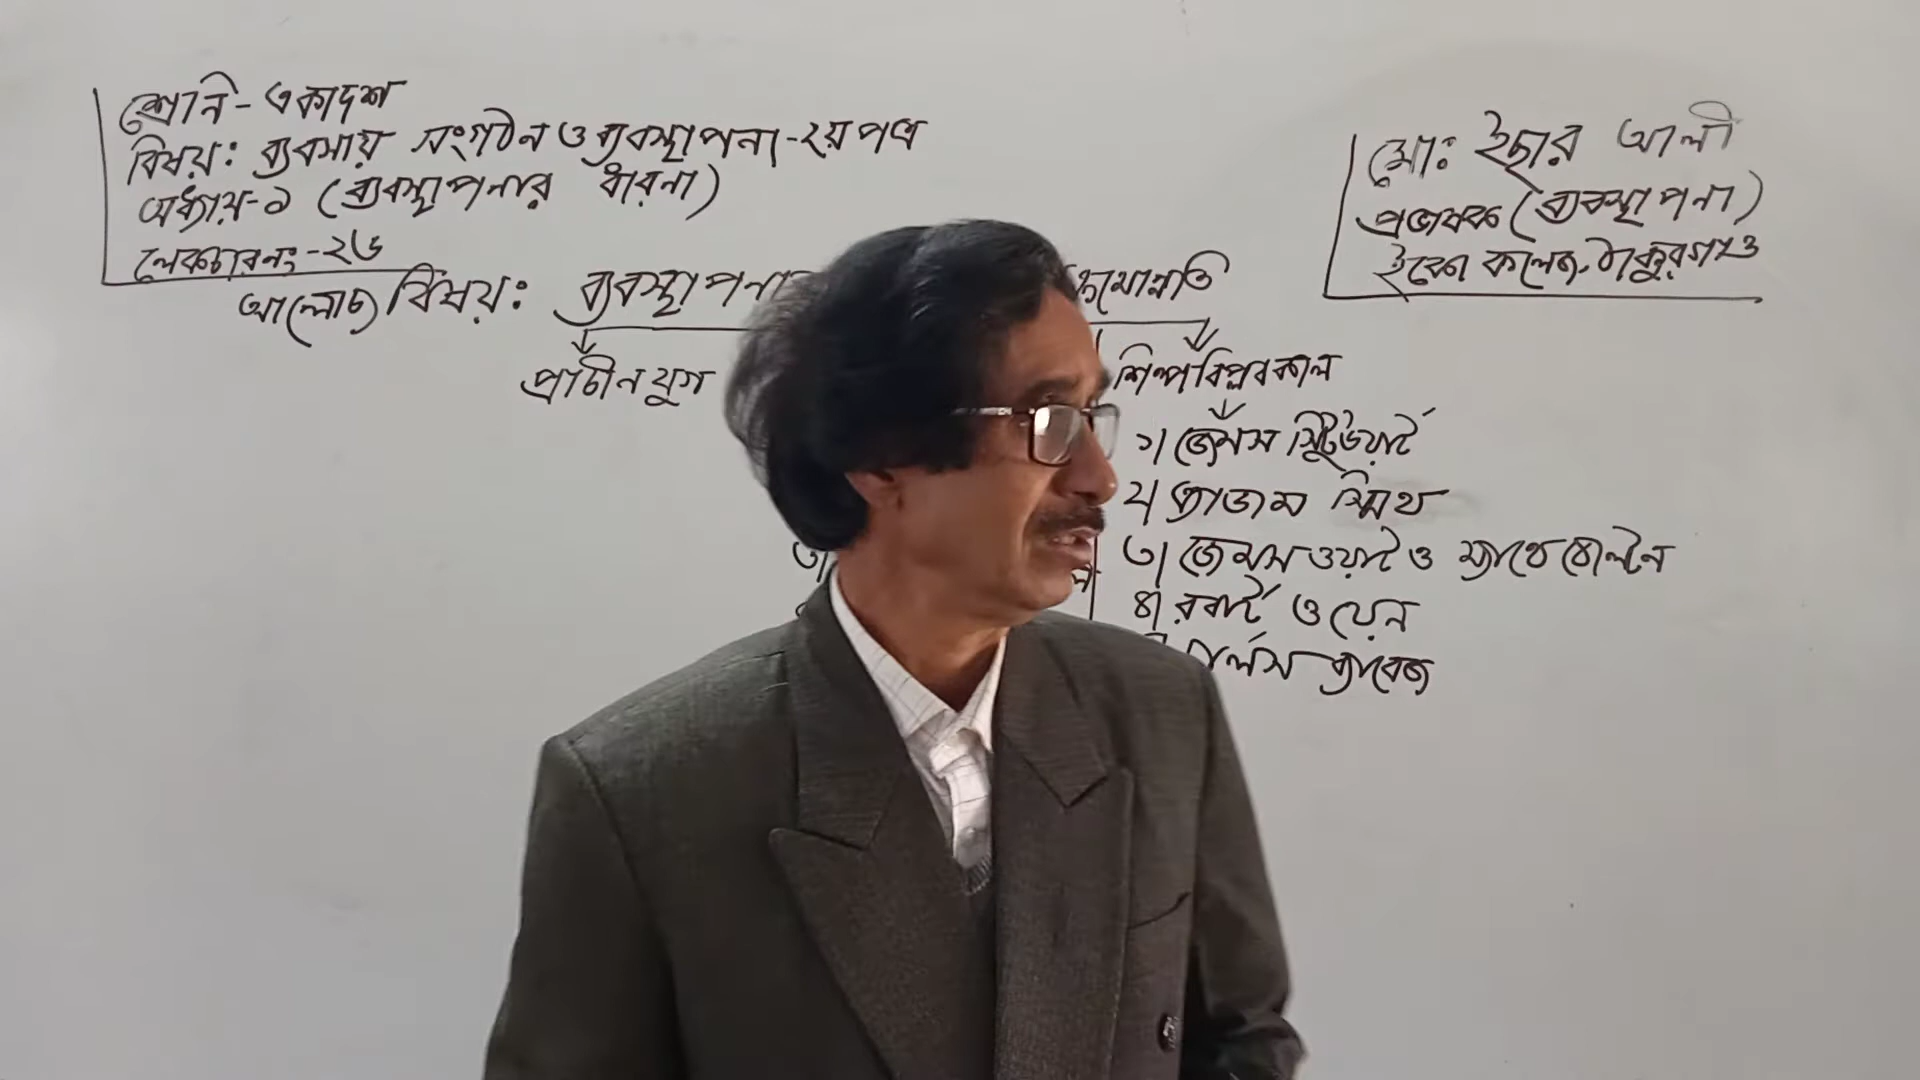 শ্রেনি - একাদশ
বিষয়: ব্যবসায় সংগঠন ও ব্যবস্থাপনা - ২য় পত্র
অধ্যায়-১ (ব্যবস্থাপনার ধারনা)
লেকচার নং-২৬
মো: ইছার আলী
প্রভাষক (ব্যবস্থাপনা)
ইকো কলেজ, ঠাকুরগাও
আলোচ্য বিষয়: ব্যবস্থাপনা ক্রমোন্নতি
প্রাচীন যুগ
শিল্পবিপ্লবকাল
১। জেমস স্টুয়ার্ট
২। এ্যাডাম স্মিথ
৩। জেমস ওয়াট ও ম্যাথে বোল্টন
৪। রবার্ট ওয়েন
র্লস ব্যাবেজ